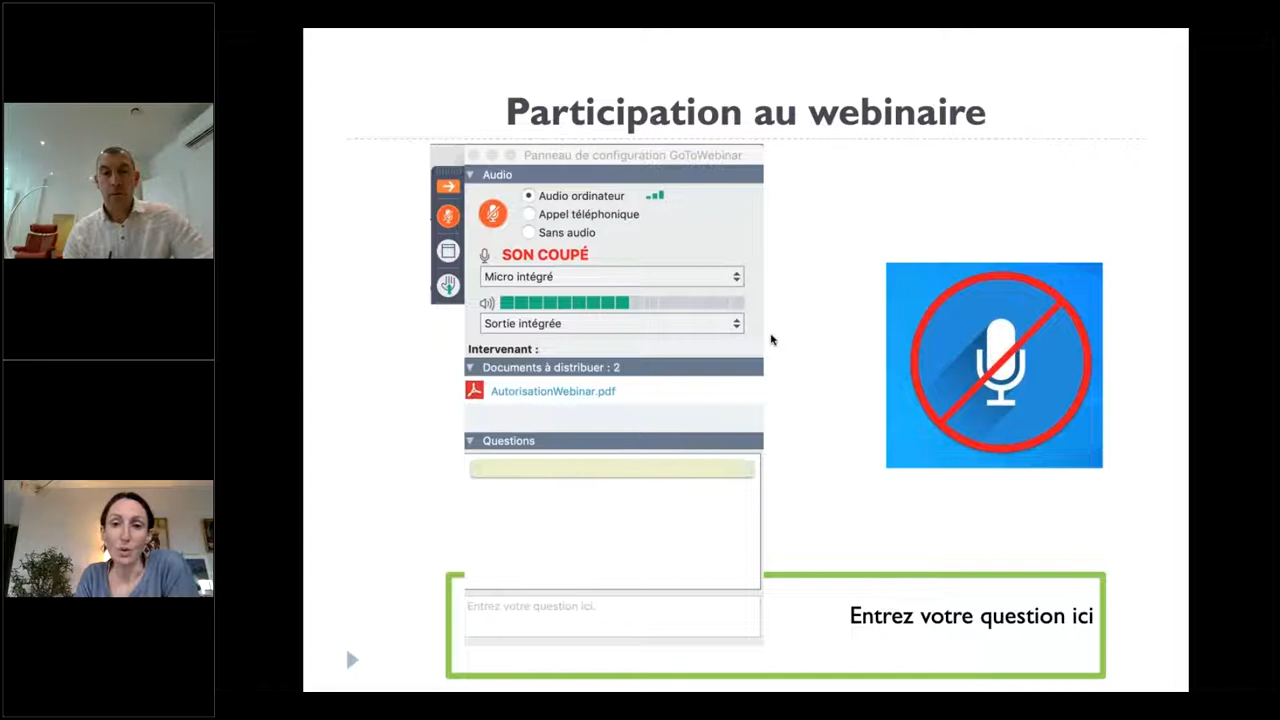 Participation au webinaire
Panneau de configuration GoToWebinar
Audio
Audio ordinateur
Appel téléphonique
Sans audio
SON COUPÉ
Micro intégré
Sortie intégrée
Intervenant :
Documents à distribuer : 2
AutorisationWebinar.pdf
Questions
Entrez votre question ici.
Entrez votre question ici